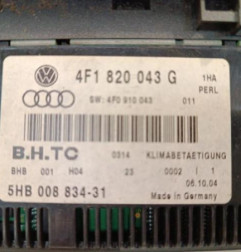 4F1 820 043 G
1HA
PERL
SW: 4F0 910 043
011
B.H.TC
0314
KLIMABETAETIGUNG
BHB 001 H04
23
0002
1
06.10.04
5HB 008 834-31
Made in Germany